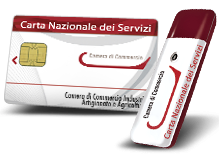 Carta Nazionale dei Servizi
Camera di Commercio
Camera di Commercio Industria
Artigianato e Agricoltura
Camera di Commercio
Carta Nazionale dei Servizi